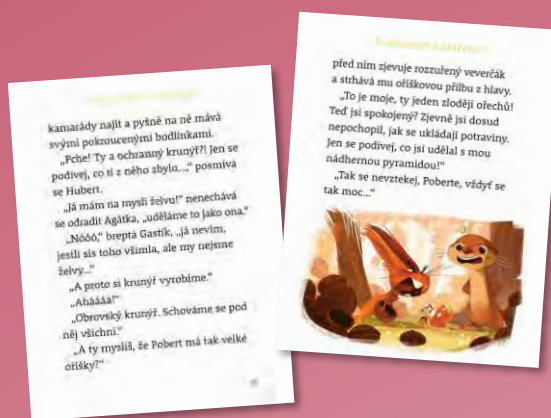 kamarády najít a pyšně na ně mává
svými pokroucenými bodlinkami.
„Pche! Ty a ochranný krunýř?! Jen se
podívej, co ti z něho zbylo...,“ posmívá
se Hubert.
„Já mám na mysli želvu!“ nenechává
se odradit Agátka, „uděláme to jako ona.“
„Nóóó,“ breptá Gastík, „já nevím,
jestli sis toho všimla, ale my nejsme
želvy...“
„A proto si krunýř vyrobíme.“
„Ahááá!“
„Obrovský krunýř. Schováme se pod
něj všichni.“
„A ty myslíš, že Pobert má tak velké
oříšky?“
před ním zjevuje rozzuřený veverčák
a strhává mu oříškovou přilbu z hlavy.
„To je moje, ty jeden zloději ořechů!
Teď jsi spokojený? Zjevně jsi dosud
nepochopil, jak se ukládají potraviny.
Jen se podívej, co jsi udělal s mou
nádhernou pyramidou!“
„Tak se nevztekej, Poberte, vždyť se
tak moc...“